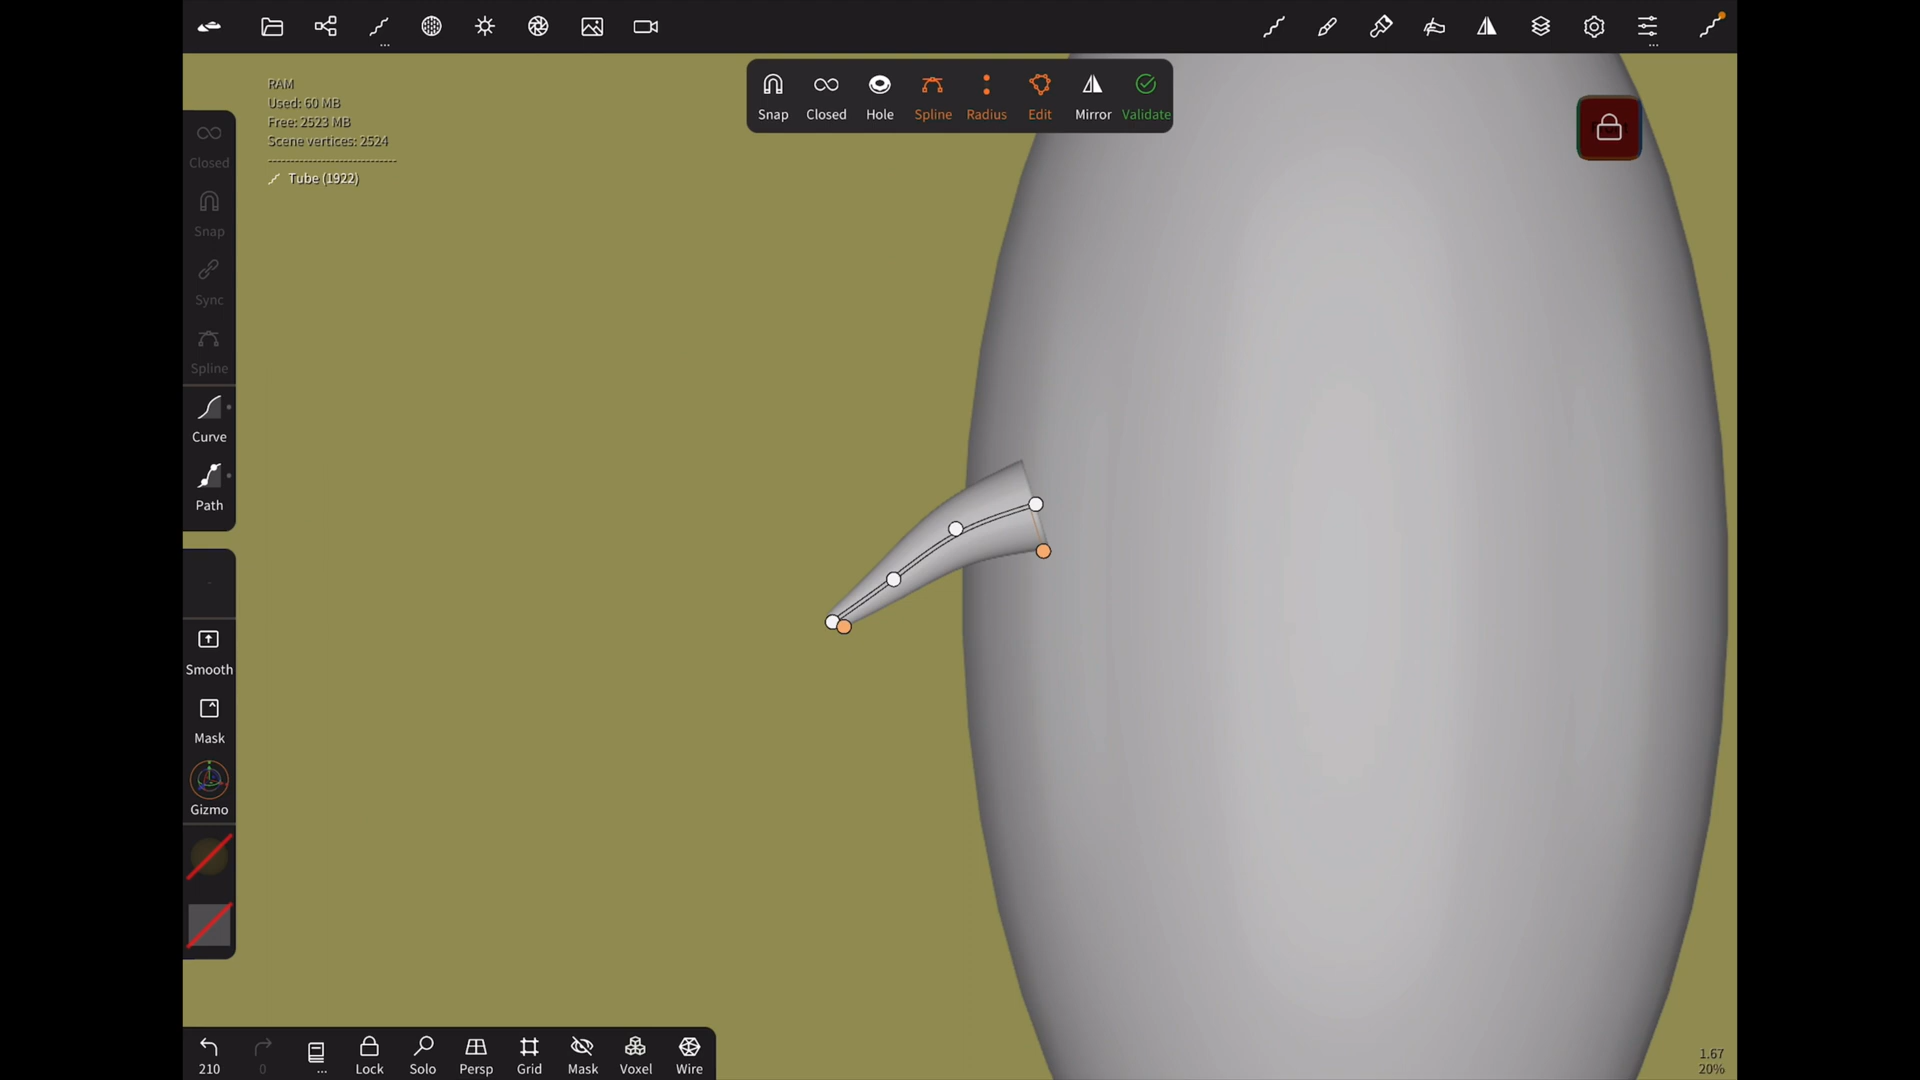 ...
...
RAM
Used: 60 MB
Free: 2523 MB
Scene vertices: 2524
------------------------------
Tube (1922)
Snap
Closed
Hole
Spline
Radius
Edit
Mirror
Validate
Closed
Snap
Sync
Spline
Curve
Path
Smooth
Mask
Gizmo
210
0
...
Lock
Solo
Persp
Grid
Mask
Voxel
Wire
1.67
20%